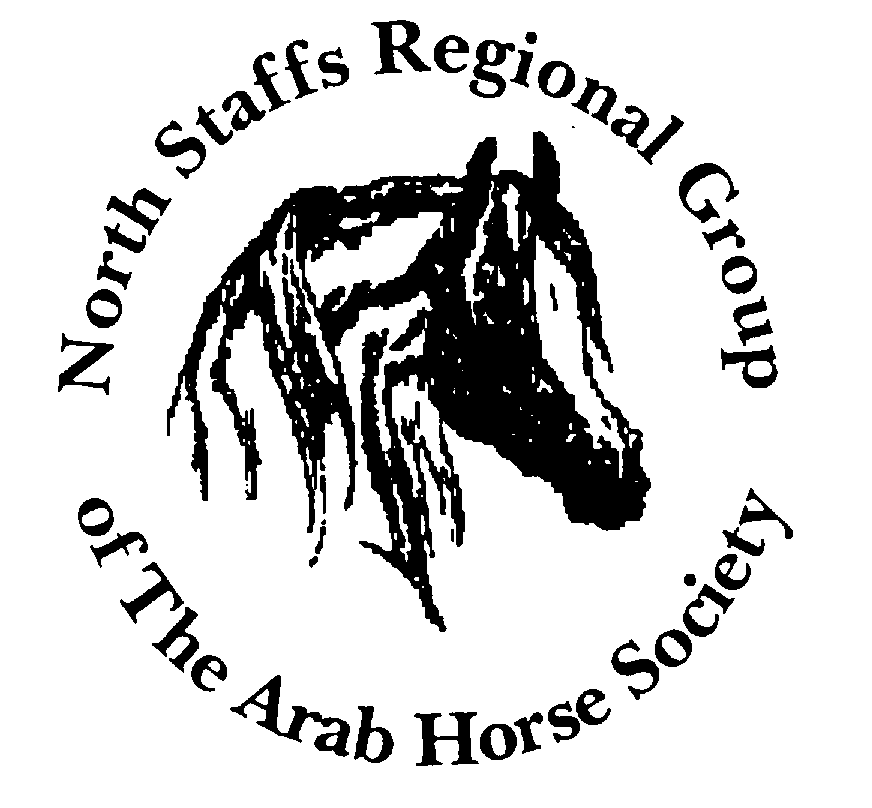 North Staffs Regional Group
of The Arab Horse Society